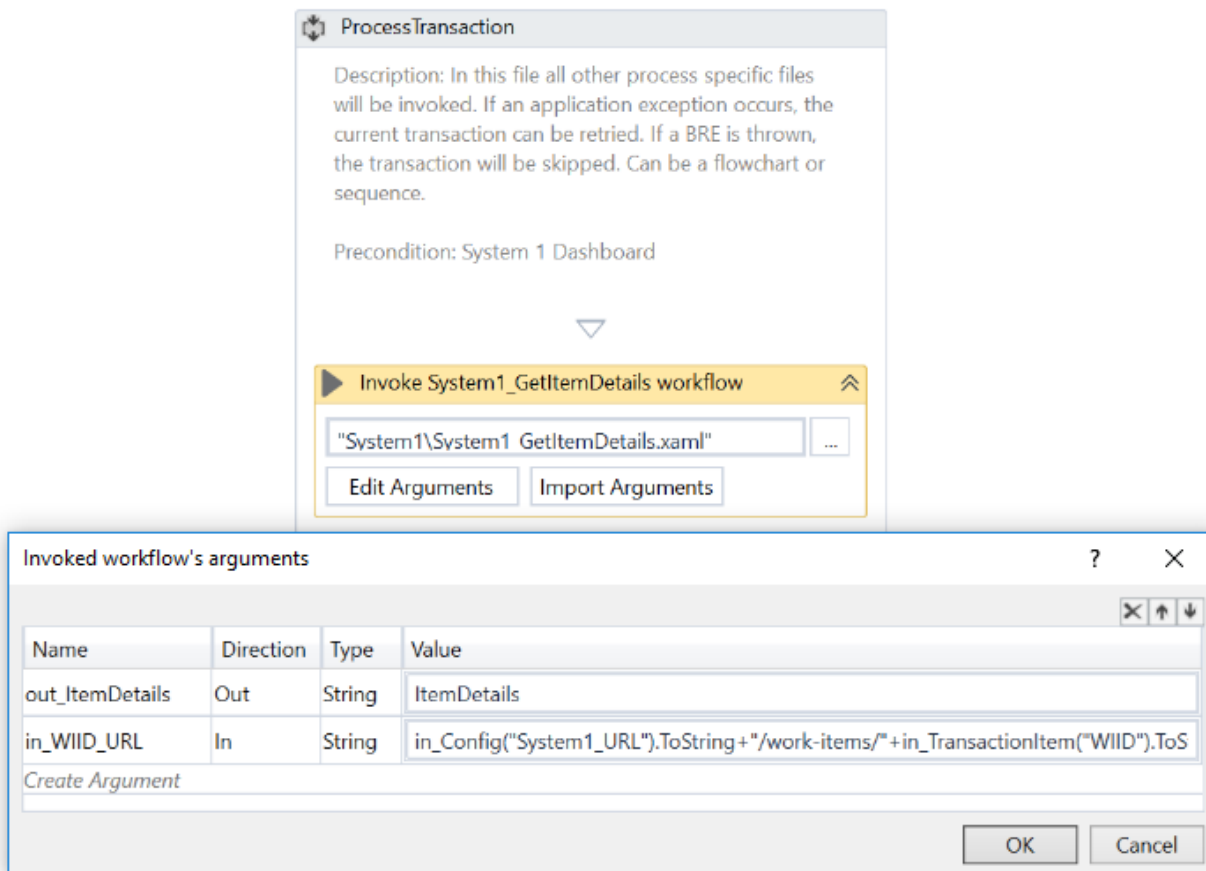 ProcessTransaction
Description: In this file all other process specific files
will be invoked. If an application exception occurs, the
current transaction can be retried. If a BRE is thrown,
the transaction will be skipped. Can be a flowchart or
sequence.
Precondition: System 1 Dashboard
Invoke System1_GetItemDetails workflow
"System1\System1_GetItemDetails.xaml"
...
Edit Arguments Import Arguments
Invoked workflow's arguments ?
Name Direction Type Value
out_ItemDetails Out String ItemDetails
in_WIID_URL In String in_Config("System1_URL").ToString+"/work-items/"+in_TransactionItem("WIID").ToS
Create Argument
OK Cancel